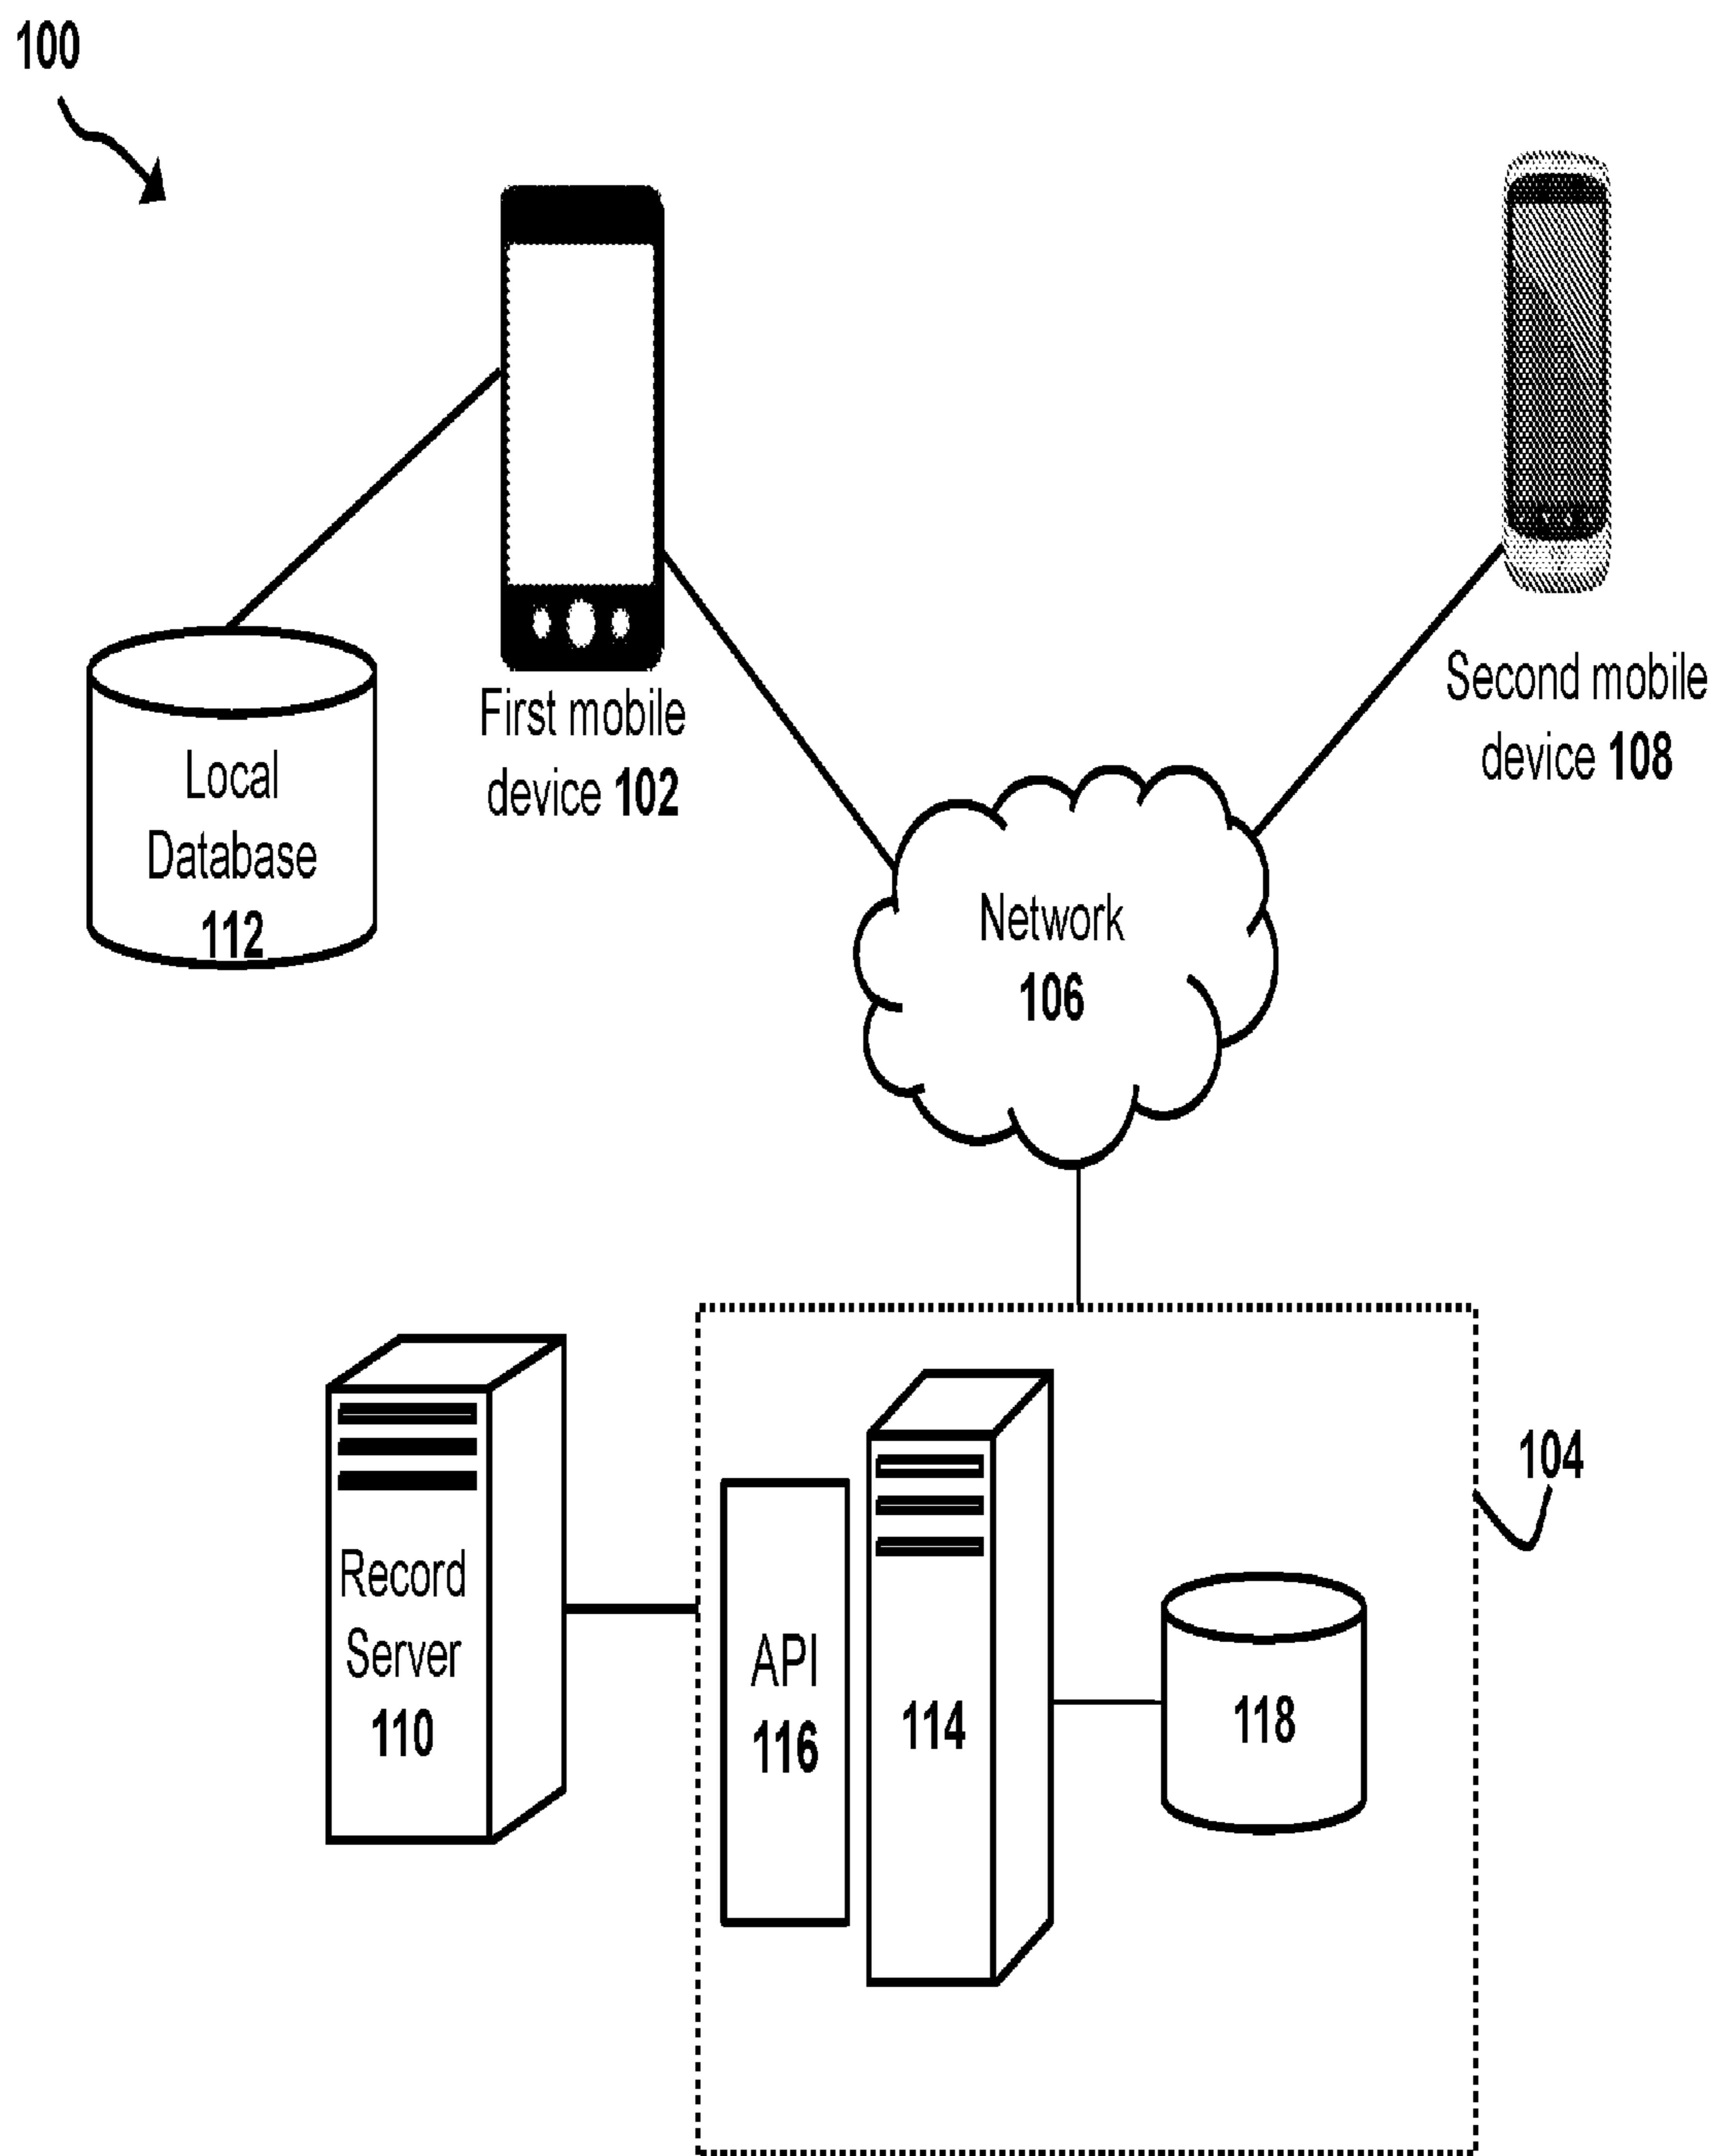 100
First mobile
device 102
Second mobile
device 108
Local
Database
112
Network
106
104
Record
Server
110
API
116
114
118